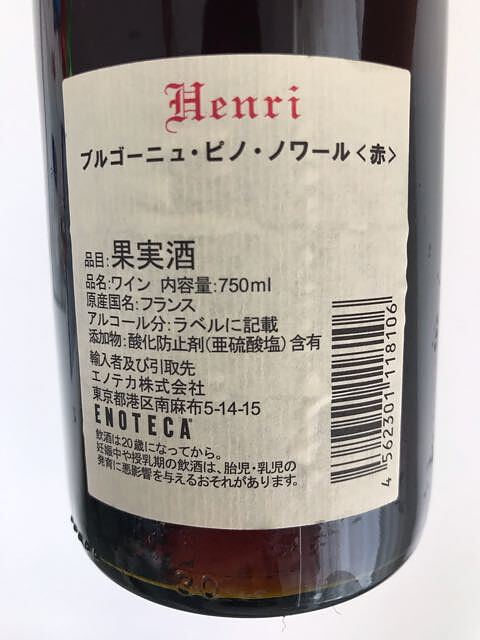 Henri
ブルゴーニュ・ピノ・ノワール<赤>
品目:果実酒
品名:ワイン 内容量:750ml
原産国名:フランス
アルコール分:ラベルに記載
添加物:酸化防止剤(亜硫酸塩)含有
輸入者及び引取先
エノテカ株式会社
東京都港区南麻布5-14-15
ENOTECA
飲酒は20歳になってから。
妊娠中や授乳期の飲酒は、胎児・乳児の
発育に悪影響を与えるおそれがあります。
4 562301 118106
30